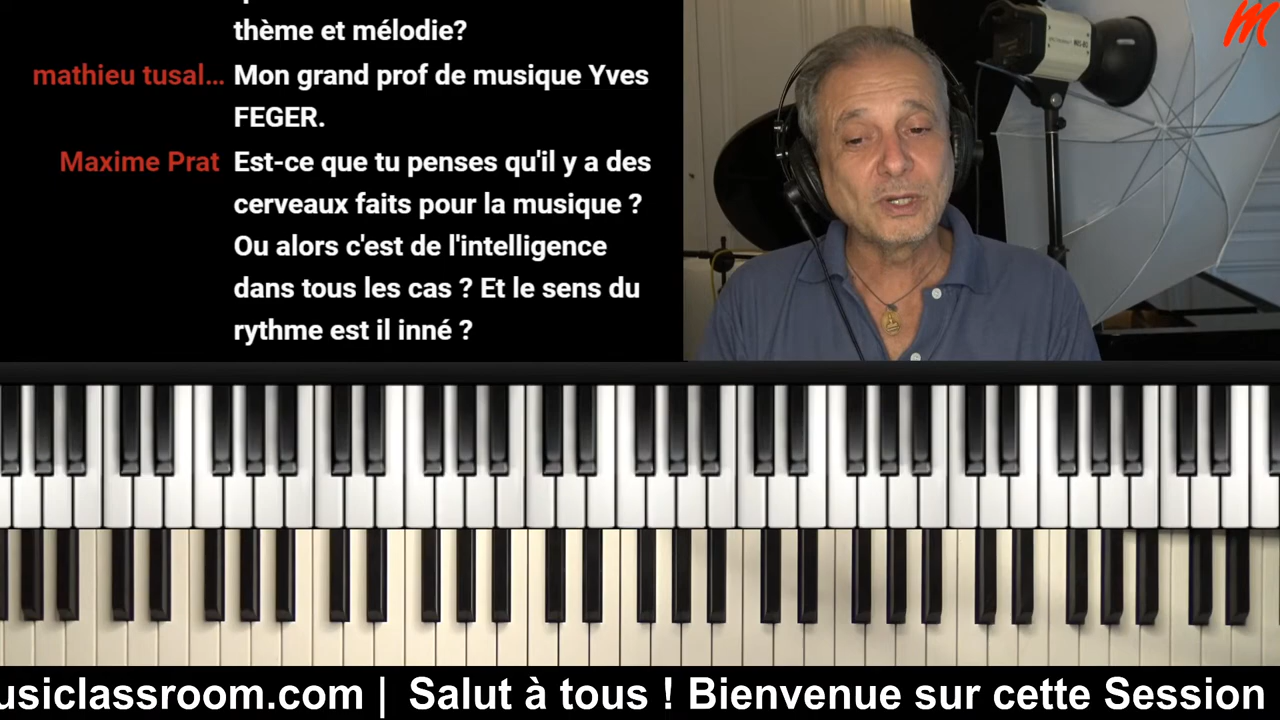 thème et mélodie?
mathieu tusal… Mon grand prof de musique Yves
FEGER.
Maxime Prat Est-ce que tu penses qu'il y a des
cerveaux faits pour la musique ?
Ou alors c'est de l'intelligence
dans tous les cas ? Et le sens du
rythme est il inné ?
usiclassroom.com | Salut à tous ! Bienvenue sur cette Session